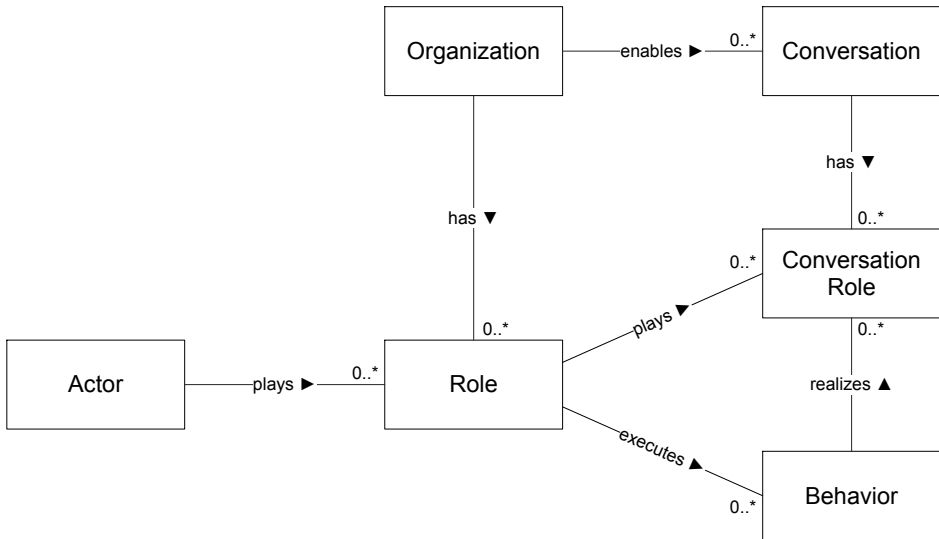 Organization
enables ►
0..*
Conversation
has ▼
has ▼
0..*
0..*
Conversation
Role
0..*
plays ►
0..*
0..*
Actor
plays ►
0..*
Role
realizes ▲
executes ►
0..*
Behavior